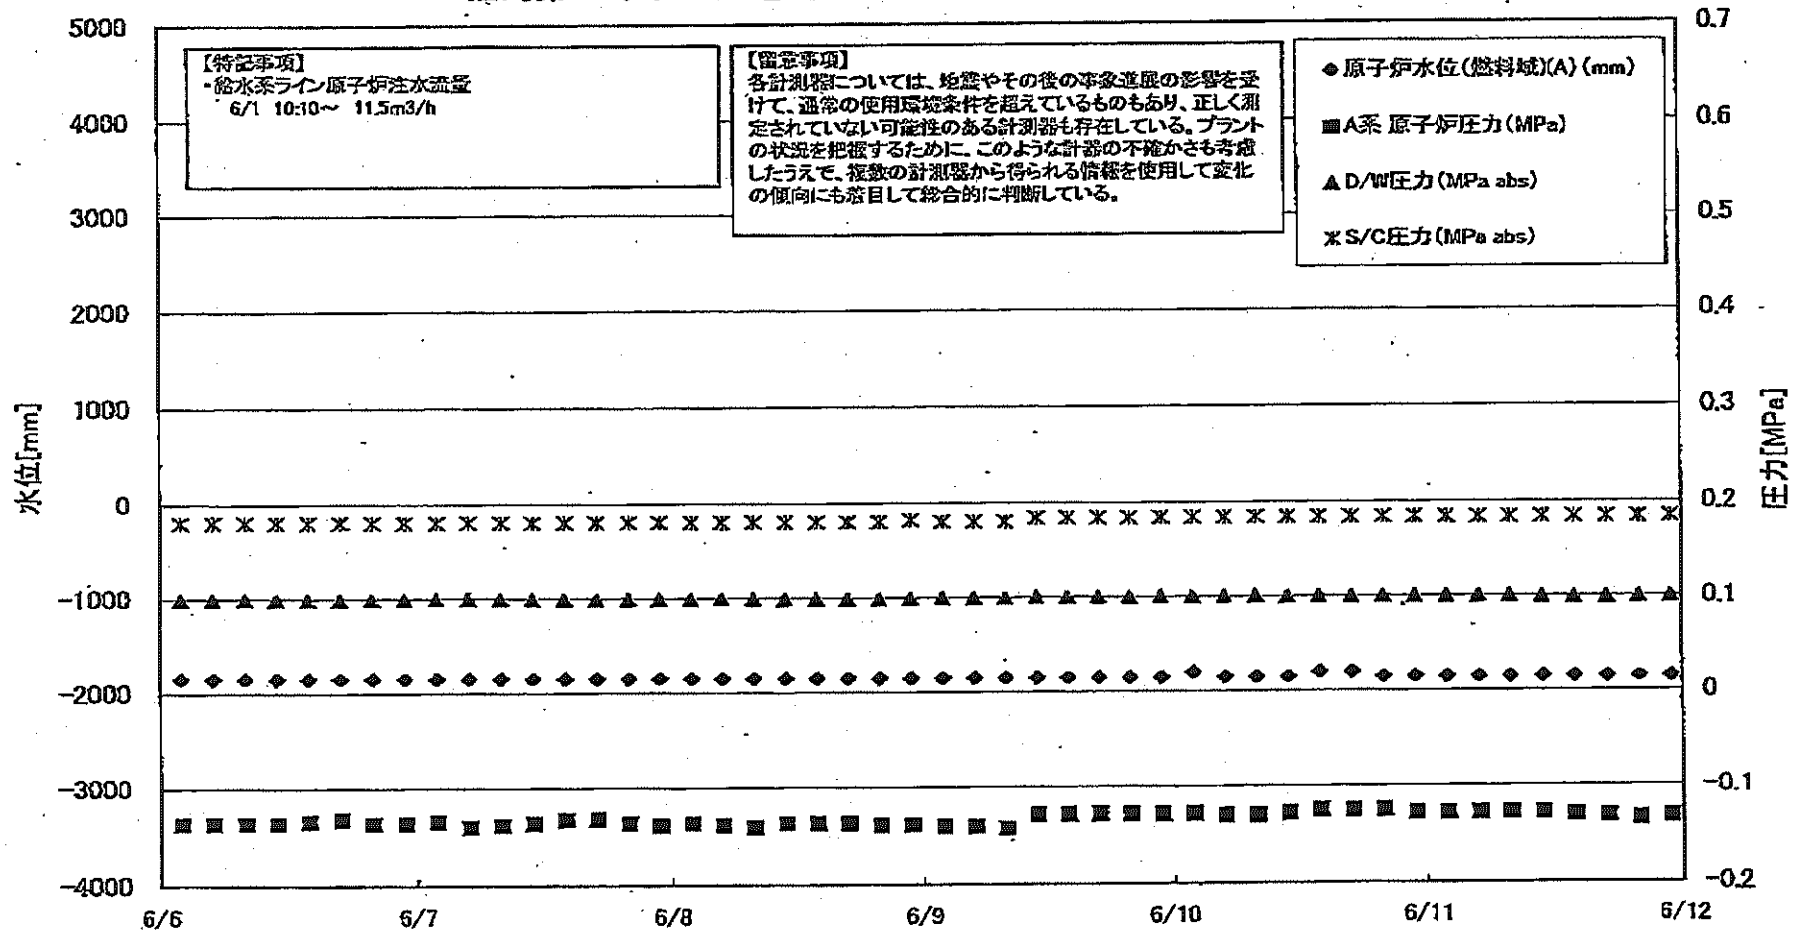 5000
4000
3000
2000
1000
0
-1000
-2000
-3000
-4000
水位[mm]
【特記事項】
・給水系ライン原子炉注水流量
6/1 10:10～ 11.5m3/h
【留意事項】
各計測器については、地震やその後の事象進展の影響を受
けて、通常の使用環境条件を超えているものもあり、正しく測
定されていない可能性のある計測器も存在している。プラント
の状況を把握するために、このような計器の不確かさも考慮
したうえで、複数の計測器から得られる情報を使用して変化
の傾向にも着目して総合的に判断している。
◆原子炉水位(燃料域)(A)(mm)
■A系 原子炉圧力(MPa)
▲D/W圧力(MPa abs)
S/C圧力(MPa abs)
0.7
0.6
0.5
0.4
0.3
0.2
0.1
0
-0.1
-0.2
圧力[MPa]
6/6 6/7 6/8 6/9 6/10 6/11 6/12